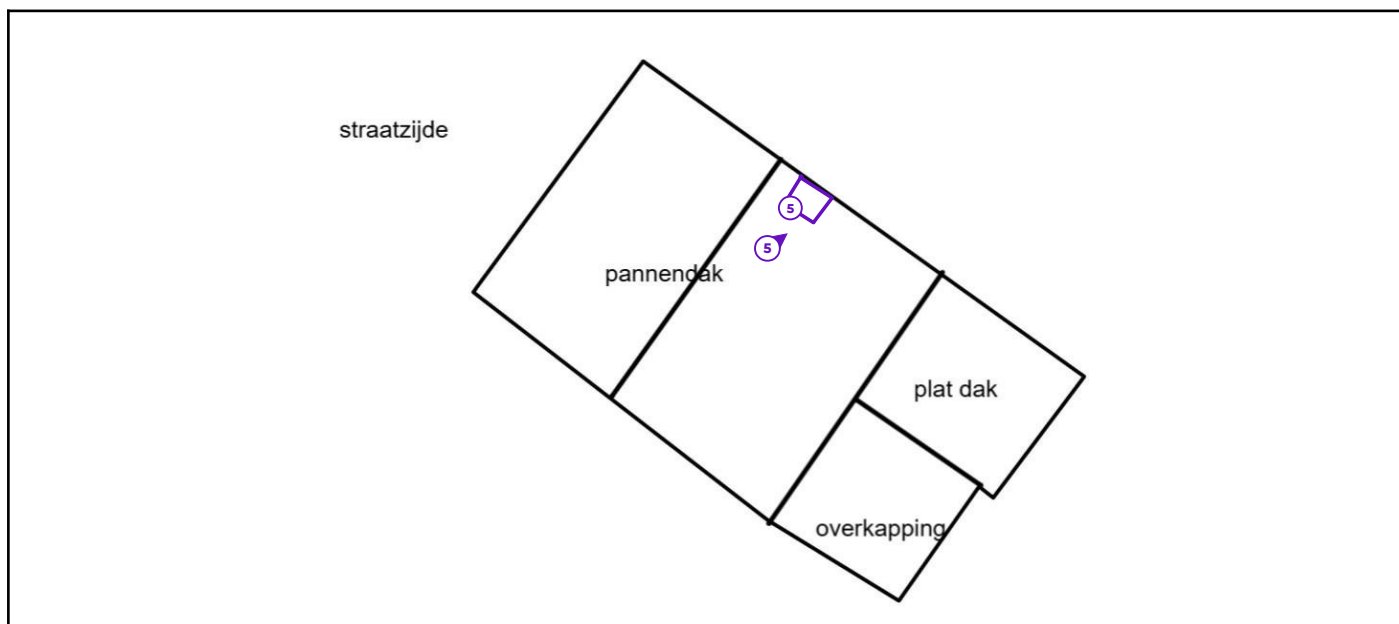 straatzijde
5
5
pannendak
plat dak
overkapping